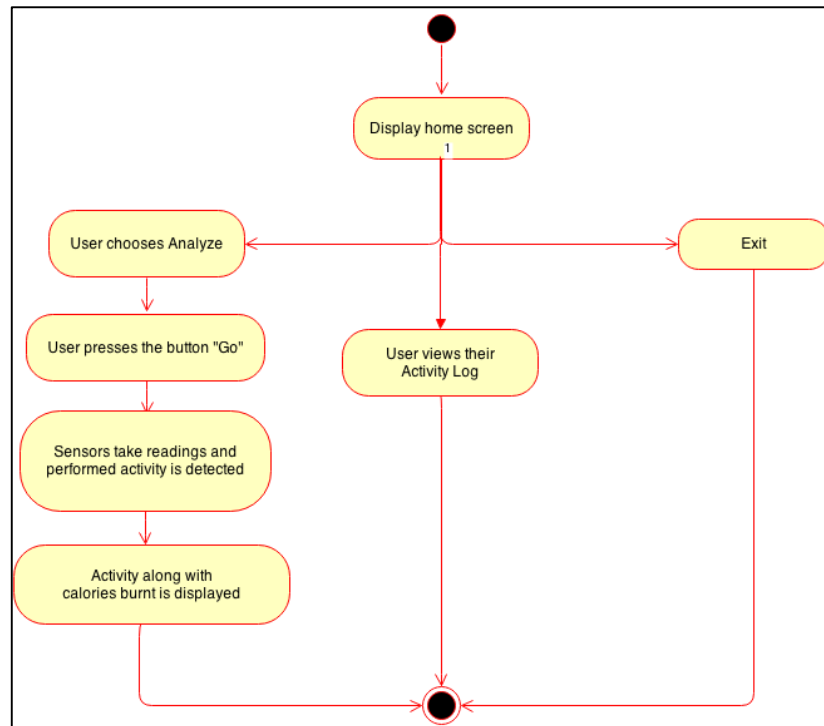 Display home screen
1
User chooses Analyze
Exit
User presses the button "Go"
User views their
Activity Log
Sensors take readings and
performed activity is detected
Activity along with
calories burnt is displayed